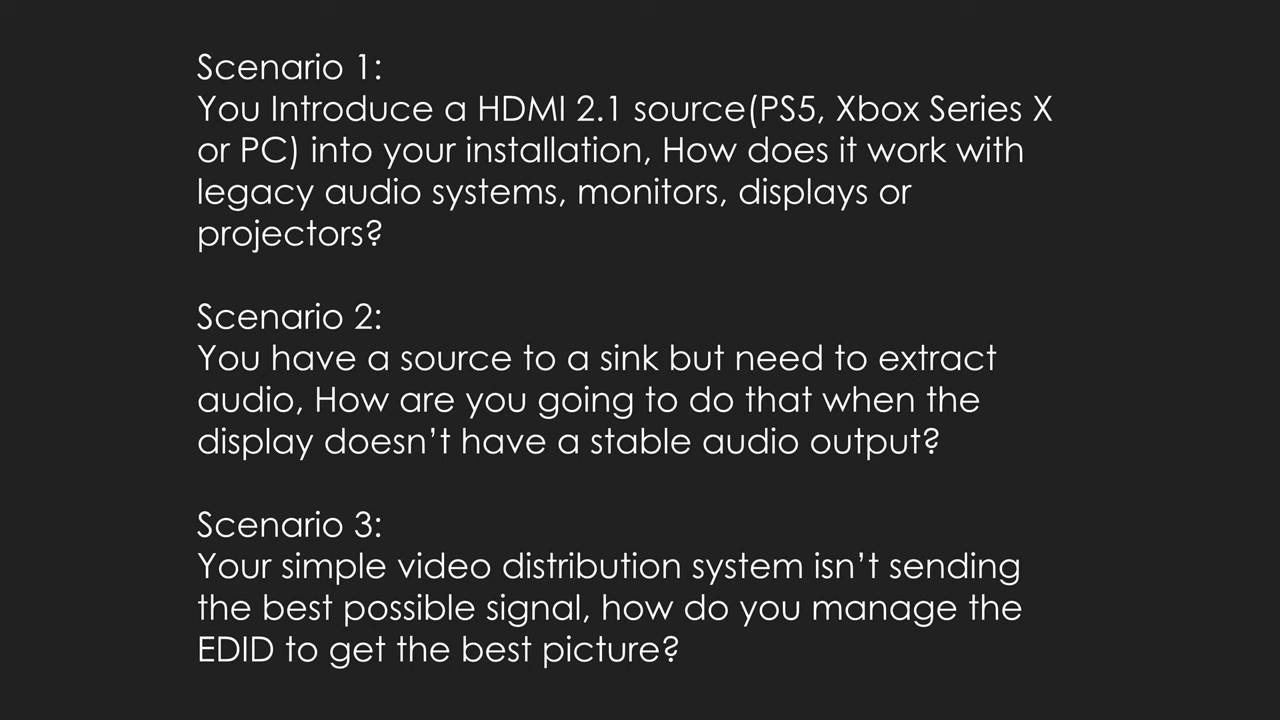 Scenario 1:
You Introduce a HDMI 2.1 source(PS5, Xbox Series X
or PC) into your installation, How does it work with
legacy audio systems, monitors, displays or
projectors?
Scenario 2:
You have a source to a sink but need to extract
audio, How are you going to do that when the
display doesn’t have a stable audio output?
Scenario 3:
Your simple video distribution system isn’t sending
the best possible signal, how do you manage the
EDID to get the best picture?